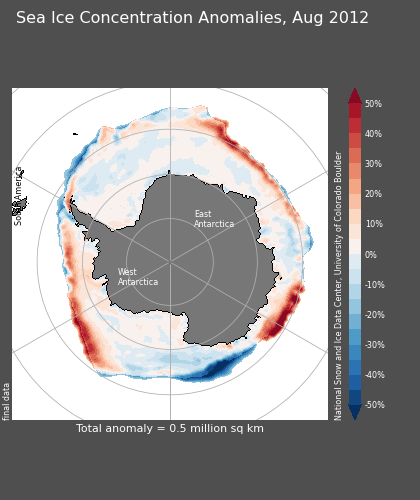 Sea Ice Concentration Anomalies, Aug 2012
South America
East
Antarctica
West
Antarctica
final data
National Snow and Ice Data Center, University of Colorado Boulder
50%
40%
30%
20%
10%
0%
-10%
-20%
-30%
-40%
-50%
Total anomaly = 0.5 million sq km